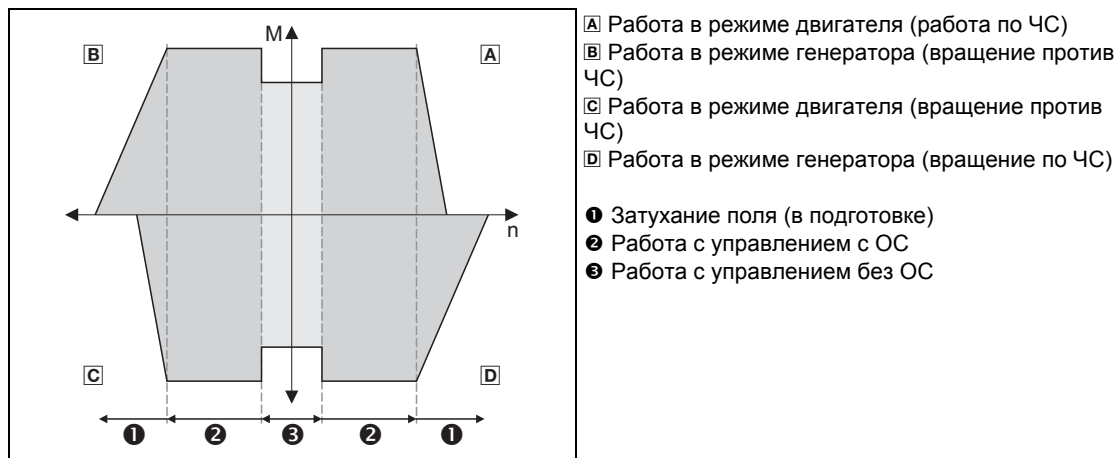 M
B
A
n
C
D
❶ ❷ ❸ ❷ ❶
A Работа в режиме двигателя (работа по ЧС)
B Работа в режиме генератора (вращение против
ЧС)
C Работа в режиме двигателя (вращение против
ЧС)
D Работа в режиме генератора (вращение по ЧС)
❶ Затухание поля (в подготовке)
❷ Работа с управлением с ОС
❸ Работа с управлением без ОС